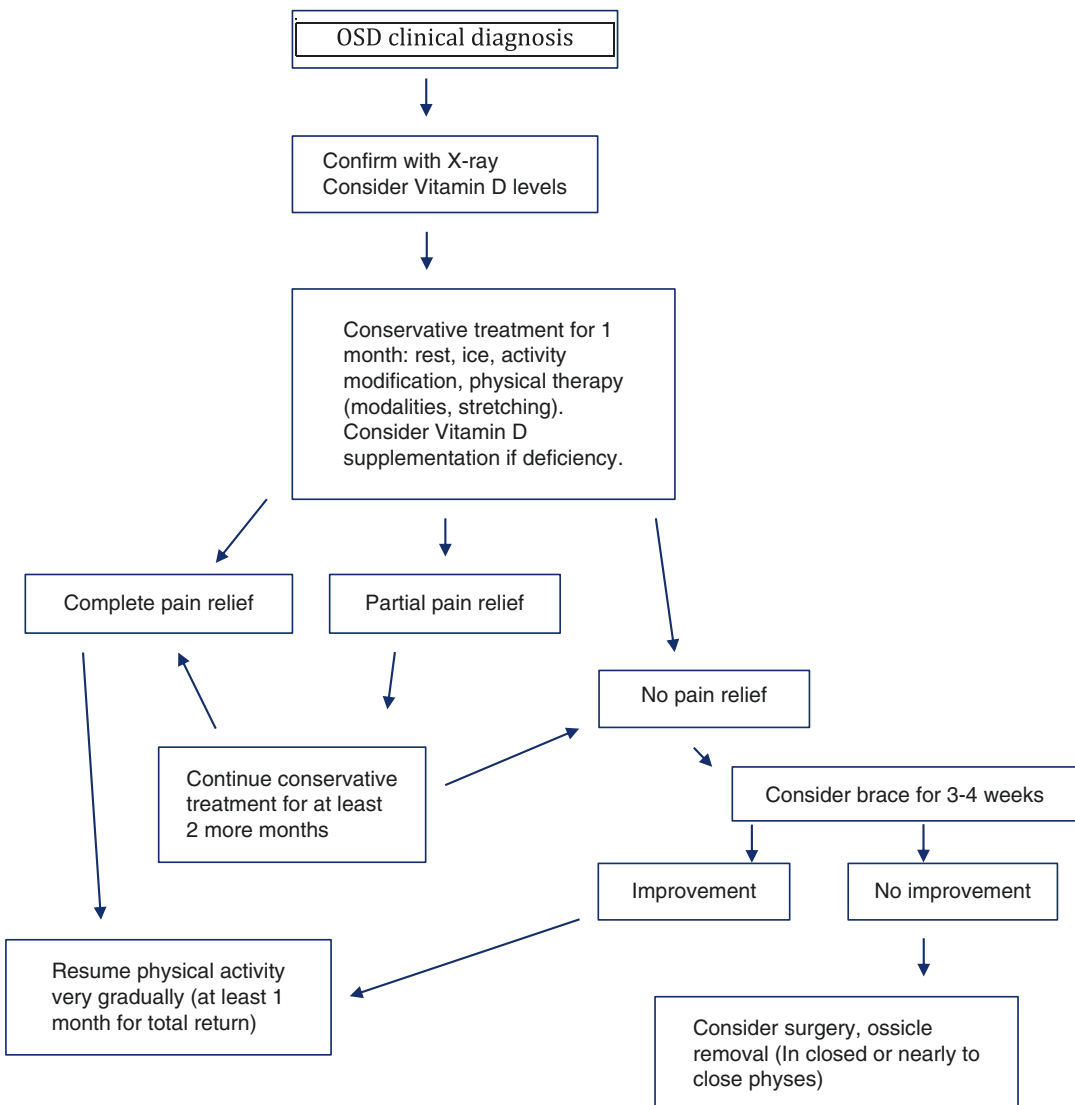 OSD clinical diagnosis
Confirm with X-ray
Consider Vitamin D levels
Conservative treatment for 1
month: rest, ice, activity
modification, physical therapy
(modalities, stretching).
Consider Vitamin D
supplementation if deficiency.
Complete pain relief
Partial pain relief
No pain relief
Continue conservative
treatment for at least
2 more months
Consider brace for 3-4 weeks
Improvement
No improvement
Resume physical activity
very gradually (at least 1
month for total return)
Consider surgery, ossicle
removal (In closed or nearly to
close physes)